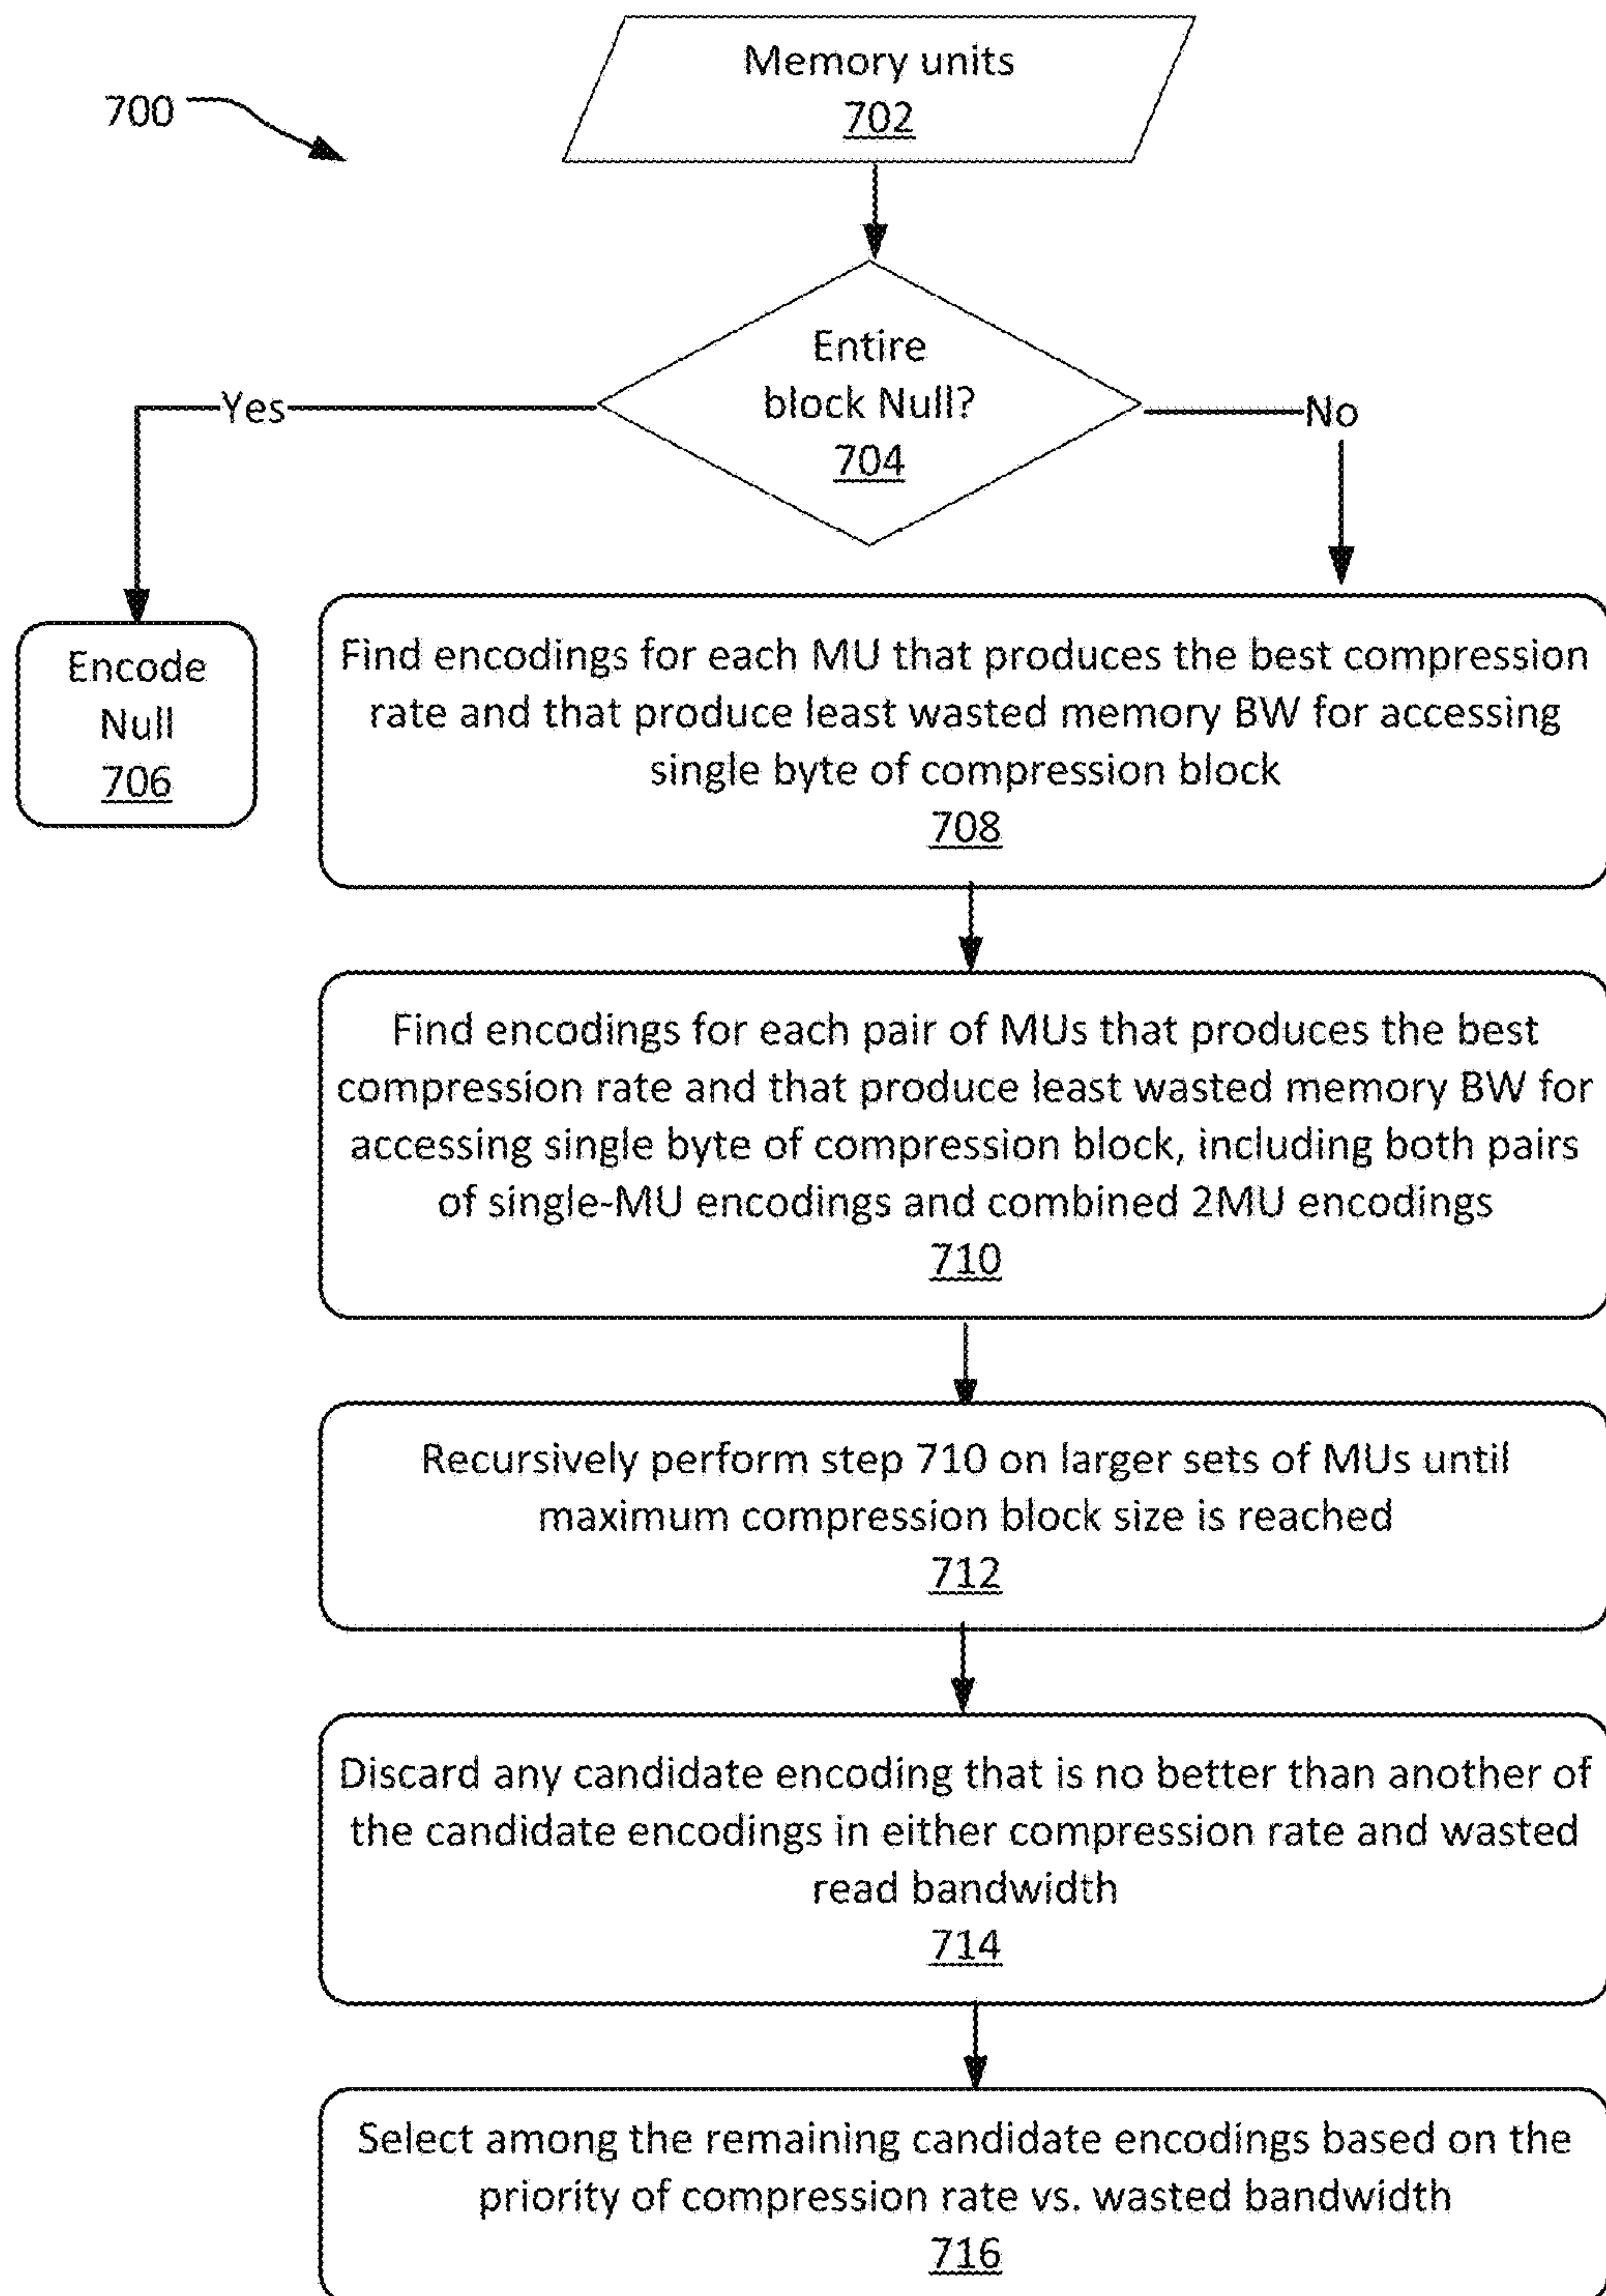 Memory units
702
700
Entire
block Null?
704
Yes
No
Encode
Null
706
Find encodings for each MU that produces the best compression
rate and that produce least wasted memory BW for accessing
single byte of compression block
708
Find encodings for each pair of MUs that produces the best
compression rate and that produce least wasted memory BW for
accessing single byte of compression block, including both pairs
of single-MU encodings and combined 2MU encodings
710
Recursively perform step 710 on larger sets of MUs until
maximum compression block size is reached
712
Discard any candidate encoding that is no better than another of
the candidate encodings in either compression rate and wasted
read bandwidth
714
Select among the remaining candidate encodings based on the
priority of compression rate vs. wasted bandwidth
716